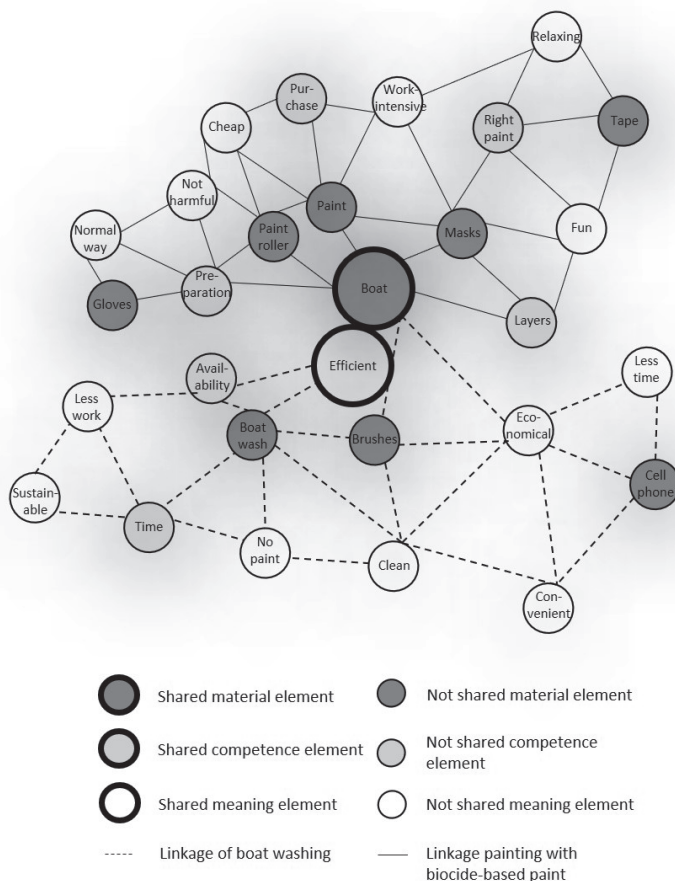 Relaxing
Pur-
chase
Work-
intensive
Cheap
Right
paint
Tape
Not
harmful
Paint
Normal
way
Paint
roller
Masks
Fun
Pre-
paration
Boat
Gloves
Layers
Efficient
Avail-
ability
Less
time
Less
work
Boat
wash
Brushes
Eco-
nomical
Cell
phone
Sustain-
able
Time
No
paint
Clean
Con-
venient
Shared material element
Not shared material element
Shared competence element
Not shared competence
element
Shared meaning element
Not shared meaning element
Linkage of boat washing
Linkage painting with
biocide-based paint